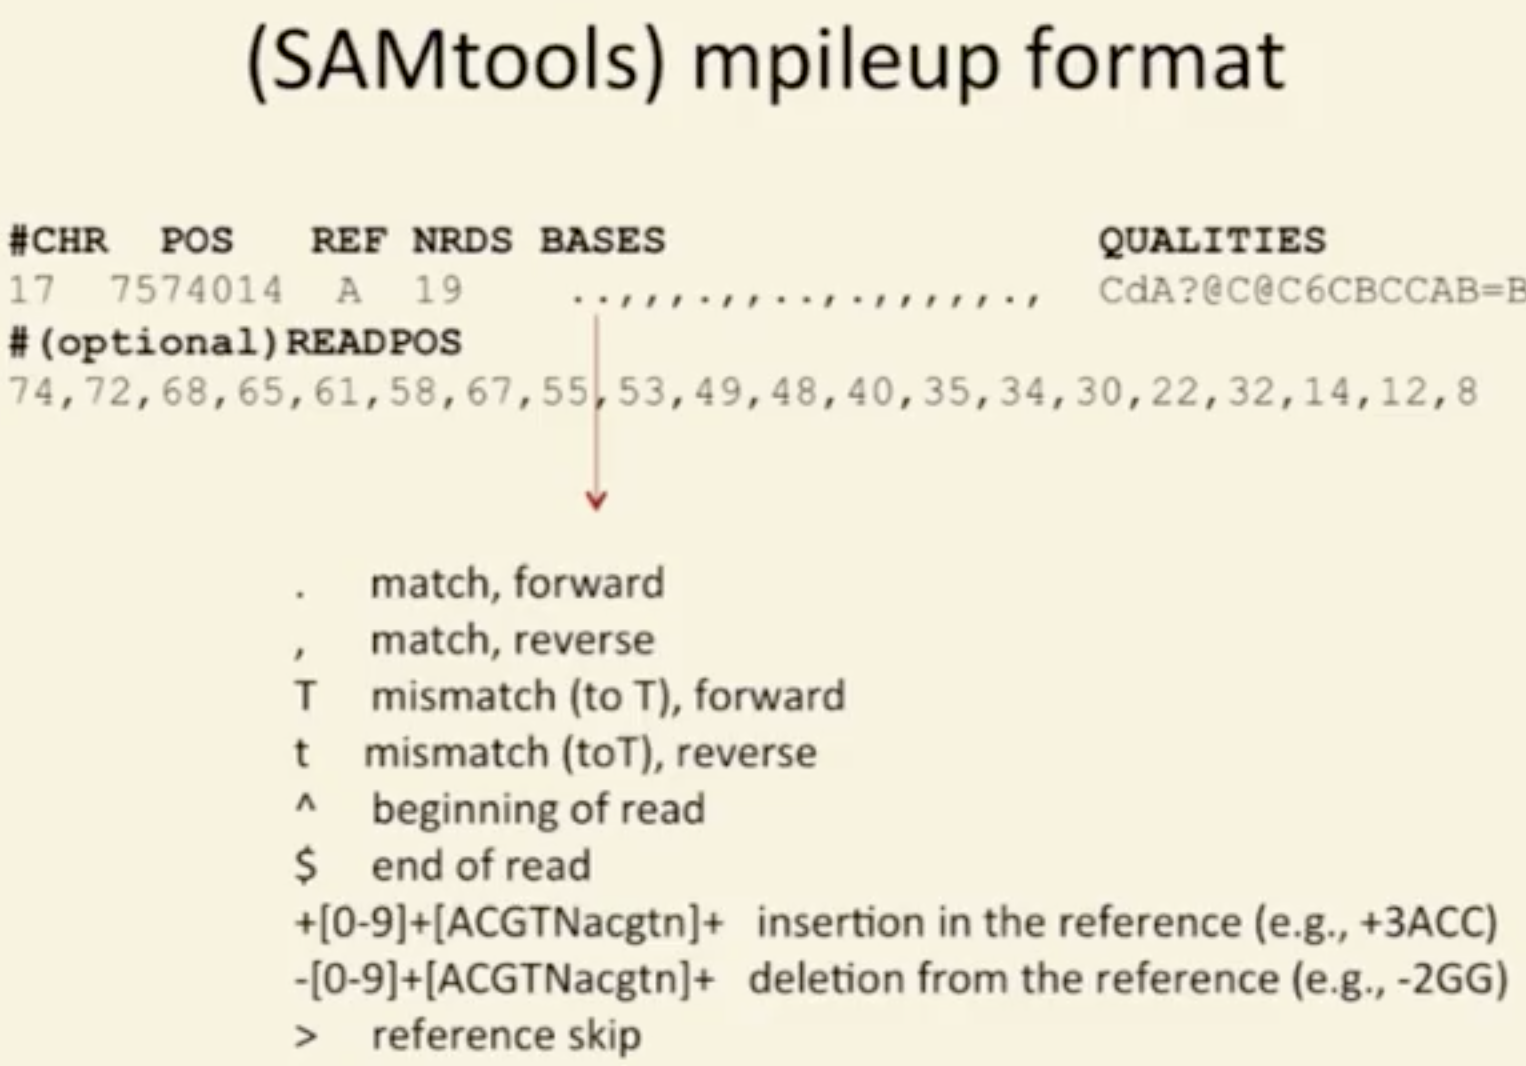 (SAMtools) mpileup format
#CHR POS REF NRDS BASES QUALITIES
17 7574014 A 19 ..,,,.,,..,.,,,,,,., CdA?@C@C6CBCCAB=B
#(optional)READPOS
74,72,68,65,61,58,67,55,53,49,48,40,35,34,30,22,32,14,12,8
. match, forward
, match, reverse
T mismatch (to T), forward
t mismatch (toT), reverse
^ beginning of read
$ end of read
+[0-9]+[ACGTNacgtn]+ insertion in the reference (e.g., +3ACC)
-[0-9]+[ACGTNacgtn]+ deletion from the reference (e.g., -2GG)
> reference skip